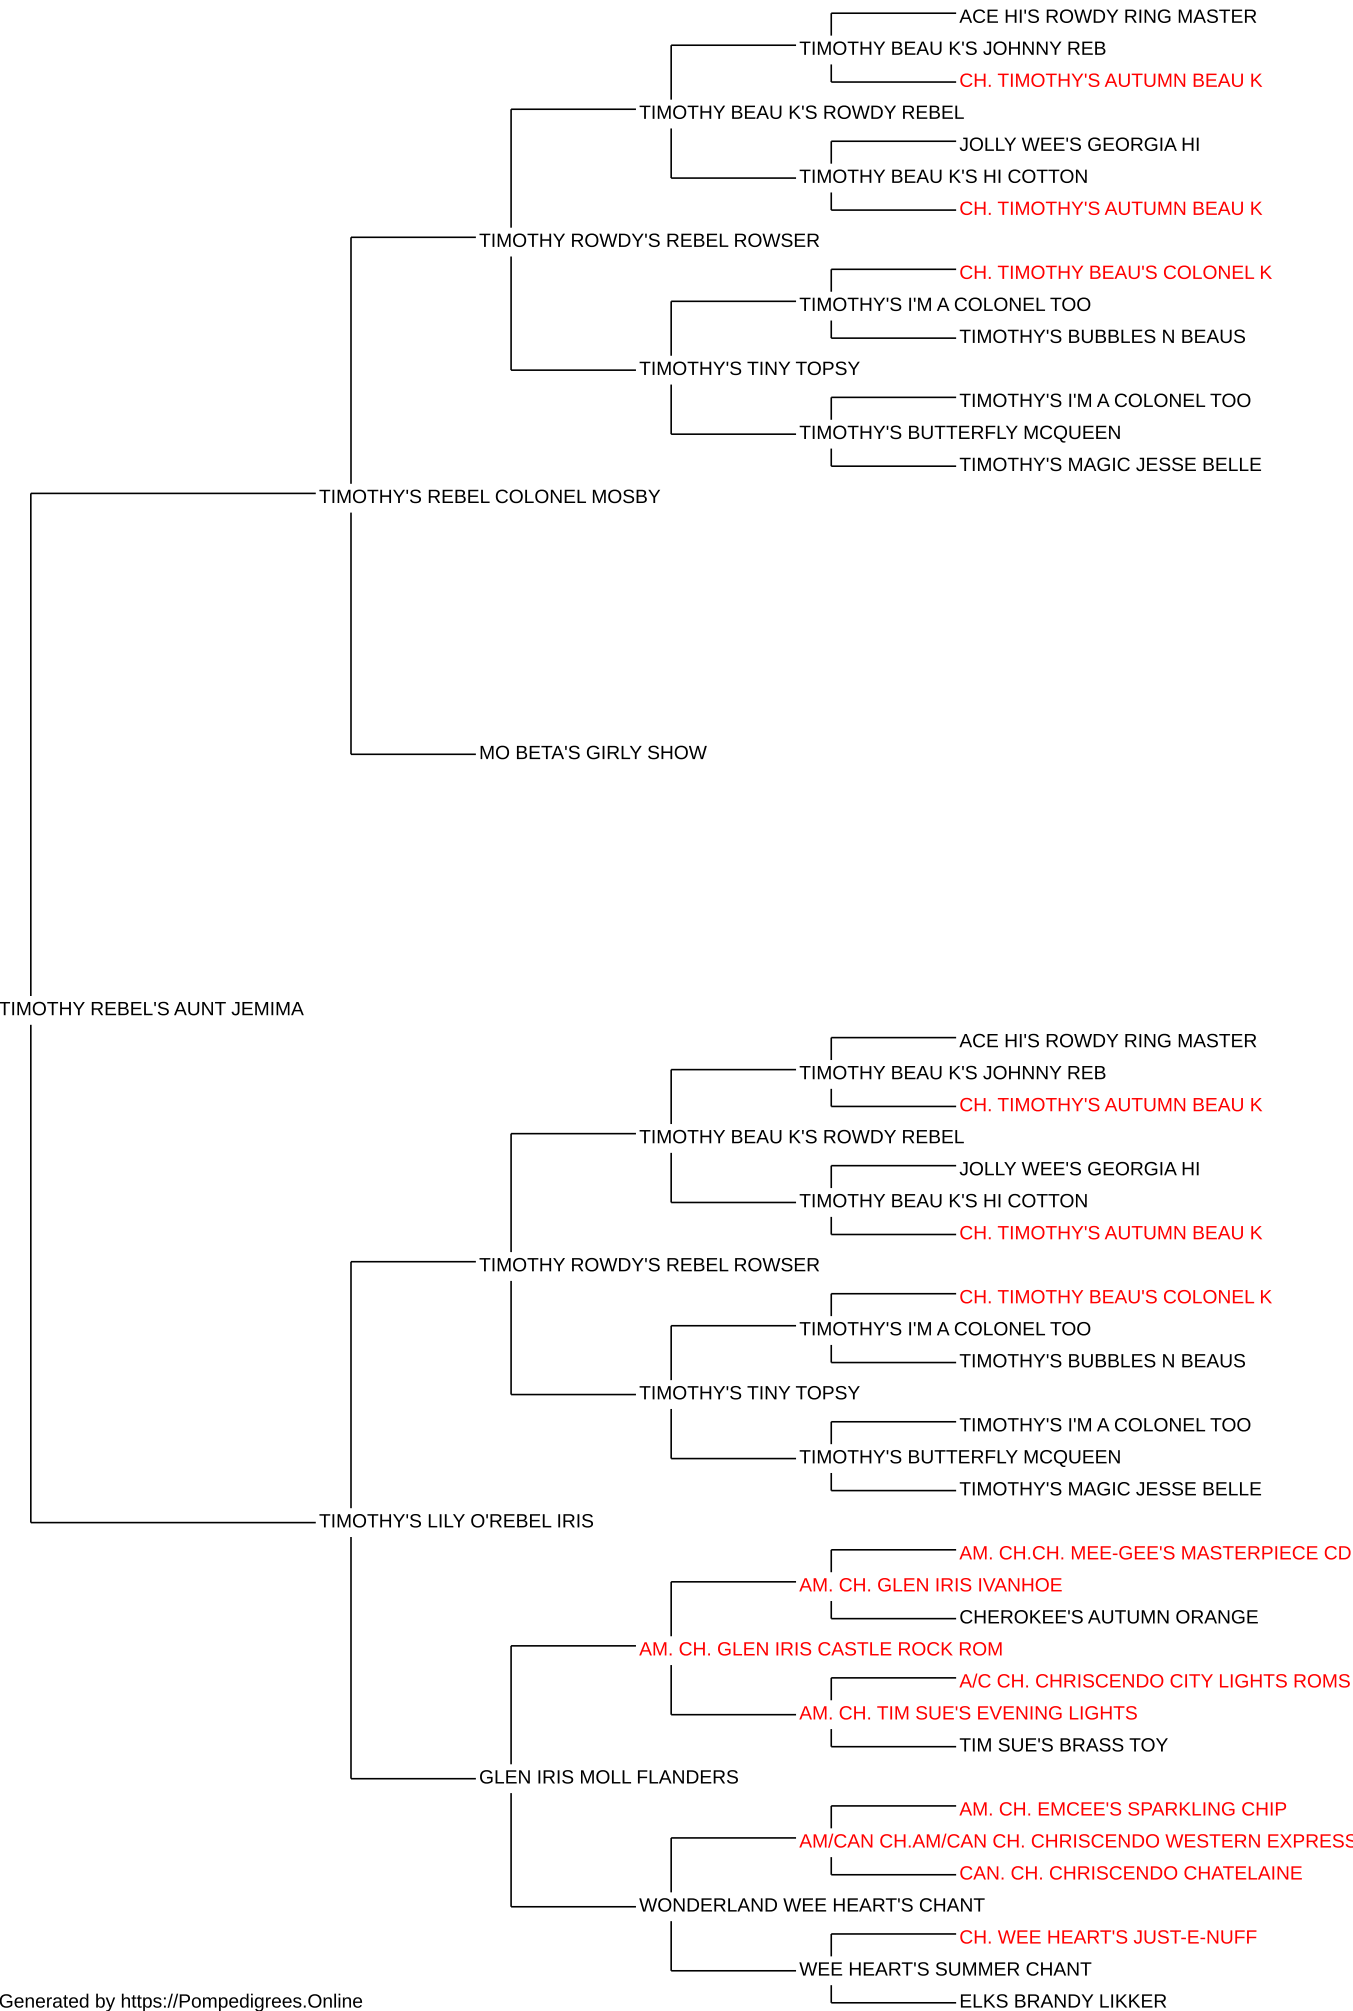 ACE HI'S ROWDY RING MASTER
TIMOTHY BEAU K'S JOHNNY REB
CH. TIMOTHY'S AUTUMN BEAU K
TIMOTHY BEAU K'S ROWDY REBEL
JOLLY WEE'S GEORGIA HI
TIMOTHY BEAU K'S HI COTTON
CH. TIMOTHY'S AUTUMN BEAU K
TIMOTHY ROWDY'S REBEL ROWSER
CH. TIMOTHY BEAU'S COLONEL K
TIMOTHY'S I'M A COLONEL TOO
TIMOTHY'S BUBBLES N BEAUS
TIMOTHY'S TINY TOPSY
TIMOTHY'S I'M A COLONEL TOO
TIMOTHY'S BUTTERFLY MCQUEEN
TIMOTHY'S MAGIC JESSE BELLE
TIMOTHY'S REBEL COLONEL MOSBY
MO BETA'S GIRLY SHOW
TIMOTHY REBEL'S AUNT JEMIMA
ACE HI'S ROWDY RING MASTER
TIMOTHY BEAU K'S JOHNNY REB
CH. TIMOTHY'S AUTUMN BEAU K
TIMOTHY BEAU K'S ROWDY REBEL
JOLLY WEE'S GEORGIA HI
TIMOTHY BEAU K'S HI COTTON
CH. TIMOTHY'S AUTUMN BEAU K
TIMOTHY ROWDY'S REBEL ROWSER
CH. TIMOTHY BEAU'S COLONEL K
TIMOTHY'S I'M A COLONEL TOO
TIMOTHY'S BUBBLES N BEAUS
TIMOTHY'S TINY TOPSY
TIMOTHY'S I'M A COLONEL TOO
TIMOTHY'S BUTTERFLY MCQUEEN
TIMOTHY'S MAGIC JESSE BELLE
TIMOTHY'S LILY O'REBEL IRIS
AM. CH.CH. MEE-GEE'S MASTERPIECE CD
AM. CH. GLEN IRIS IVANHOE
CHEROKEE'S AUTUMN ORANGE
AM. CH. GLEN IRIS CASTLE ROCK ROM
A/C CH. CHRISCENDO CITY LIGHTS ROMS
AM. CH. TIM SUE'S EVENING LIGHTS
TIM SUE'S BRASS TOY
GLEN IRIS MOLL FLANDERS
AM. CH. EMCEE'S SPARKLING CHIP
AM/CAN CH.AM/CAN CH. CHRISCENDO WESTERN EXPRESS
CAN. CH. CHRISCENDO CHATELAINE
WONDERLAND WEE HEART'S CHANT
CH. WEE HEART'S JUST-E-NUFF
WEE HEART'S SUMMER CHANT
ELKS BRANDY LIKKER
Generated by https://Pompedigrees.Online